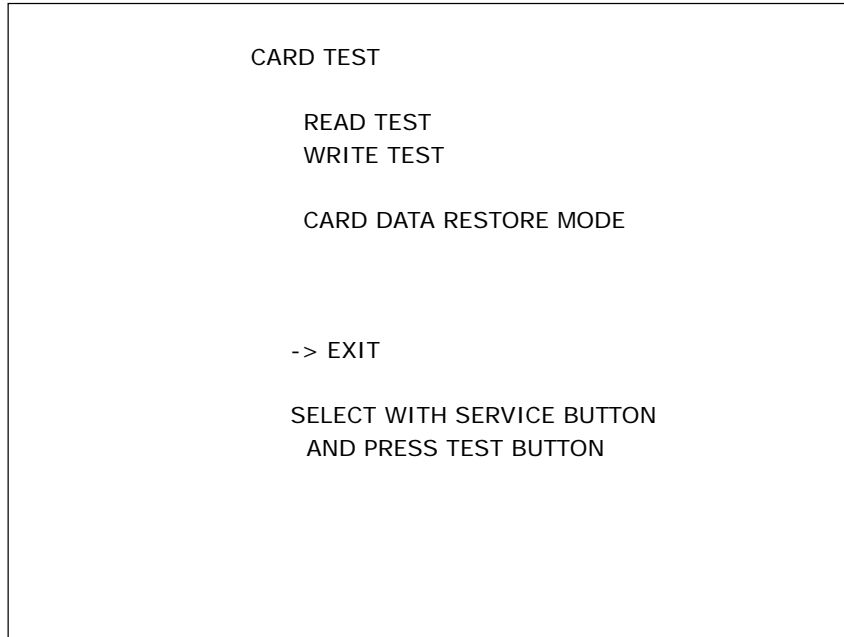 CARD TEST
READ TEST
WRITE TEST
CARD DATA RESTORE MODE
-> EXIT
SELECT WITH SERVICE BUTTON
AND PRESS TEST BUTTON